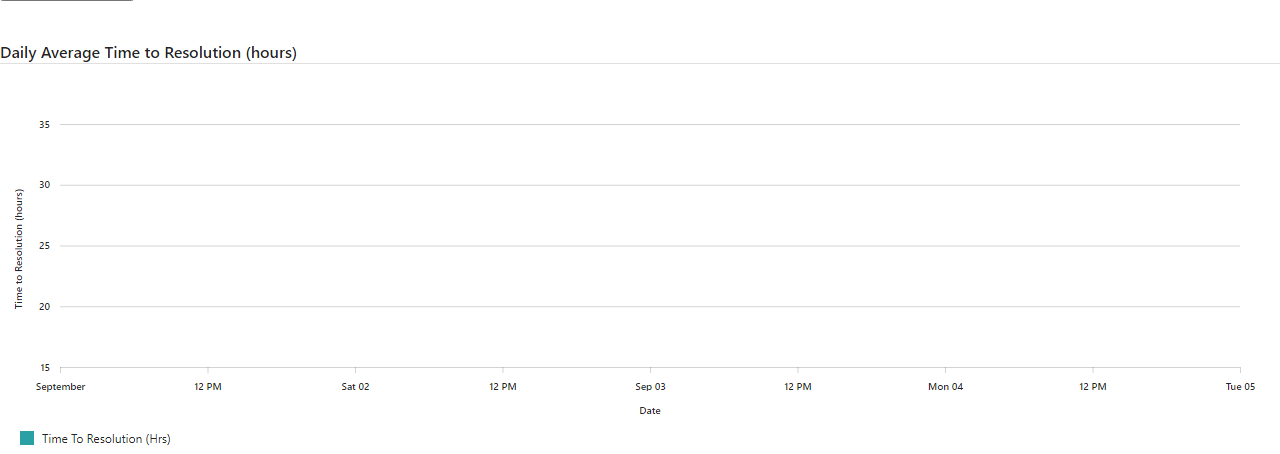 Daily Average Time to Resolution (hours)
35
30
25
20
15
Time to Resolution (hours)
September 12 PM Sat 02 12 PM Sep 03 12 PM Mon 04 12 PM Tue 05
Date
Time To Resolution (Hrs)